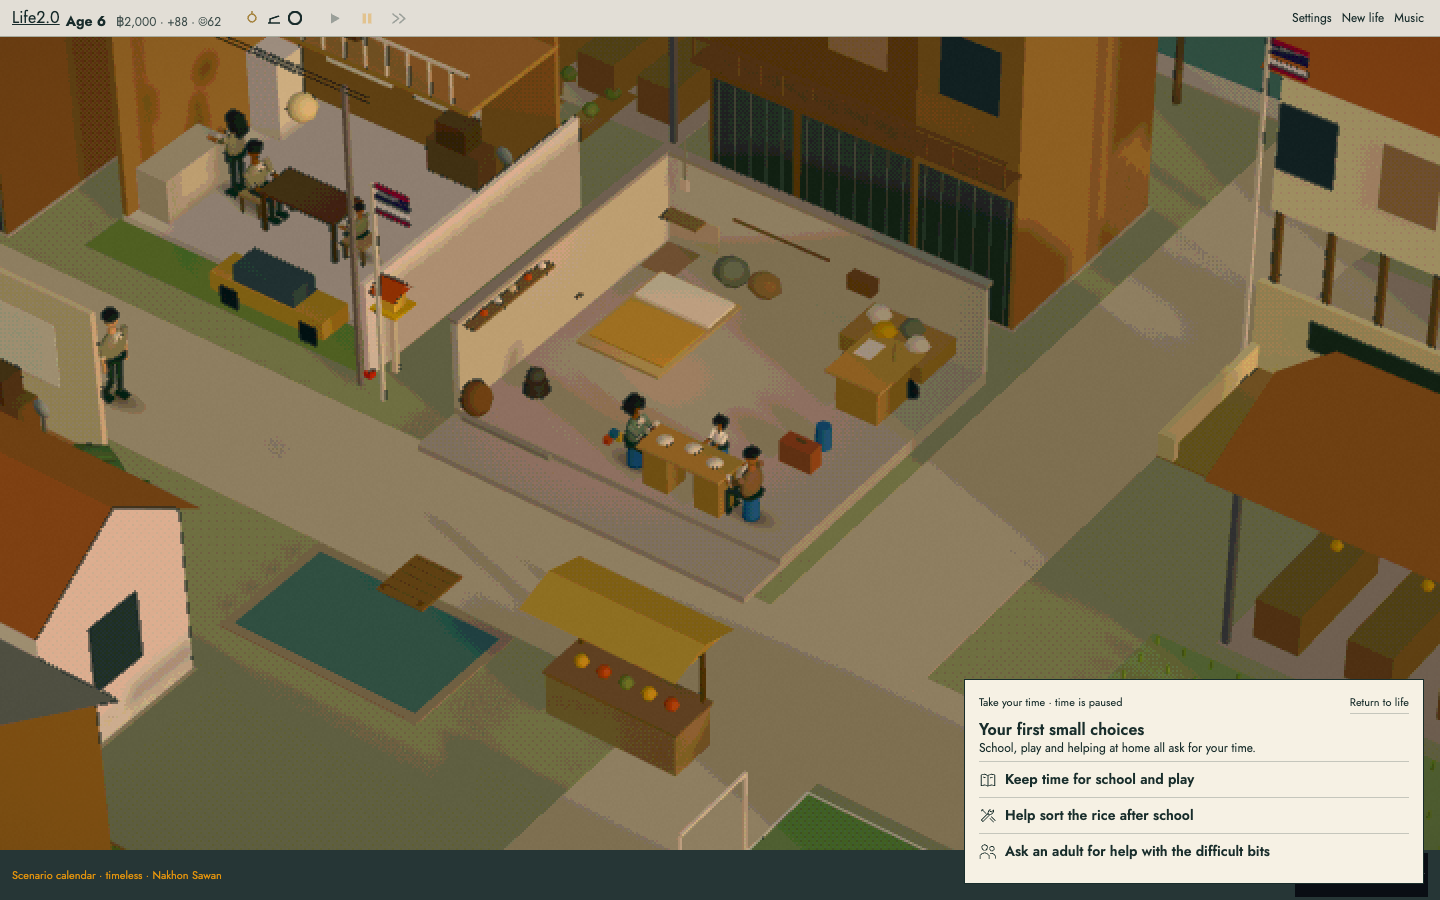 Life2.0 Age 6 ฿2,000 · +88 · ◎62
Settings New life Music
Take your time · time is paused
Return to life
Your first small choices
School, play and helping at home all ask for your time.
Keep time for school and play
Help sort the rice after school
Ask an adult for help with the difficult bits
Scenario calendar · timeless · Nakhon Sawan